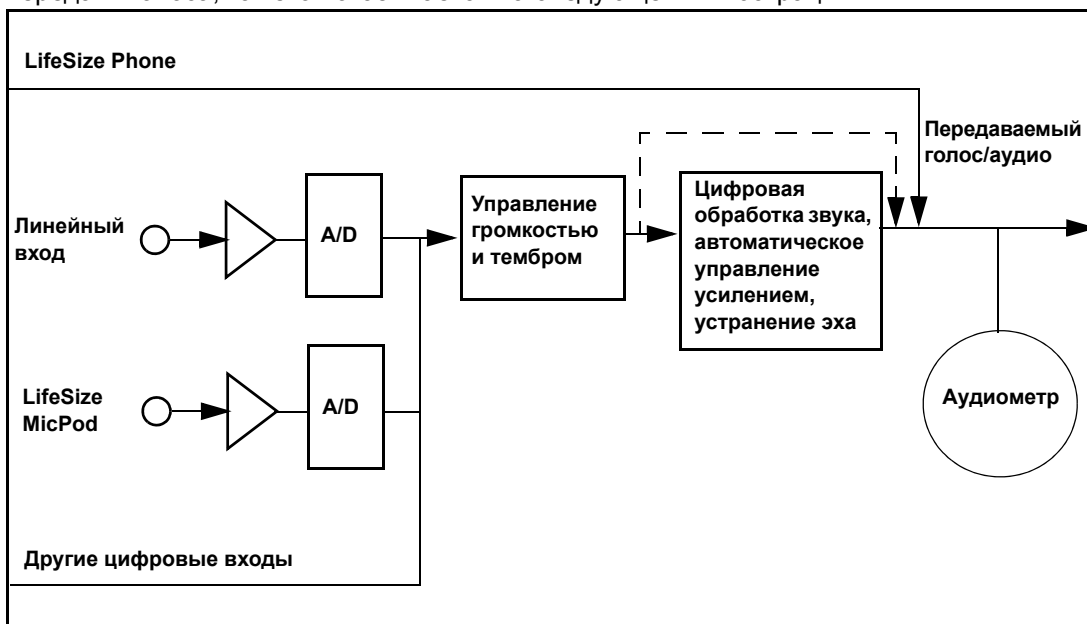 LifeSize Phone
Передаваемый
голос/аудио
Линейный
вход
A/D
Управление
громкостью
и тембром
Цифровая
обработка звука,
автоматическое
управление
усилением,
устранение эха
LifeSize
MicPod
A/D
Аудиометр
Другие цифровые входы